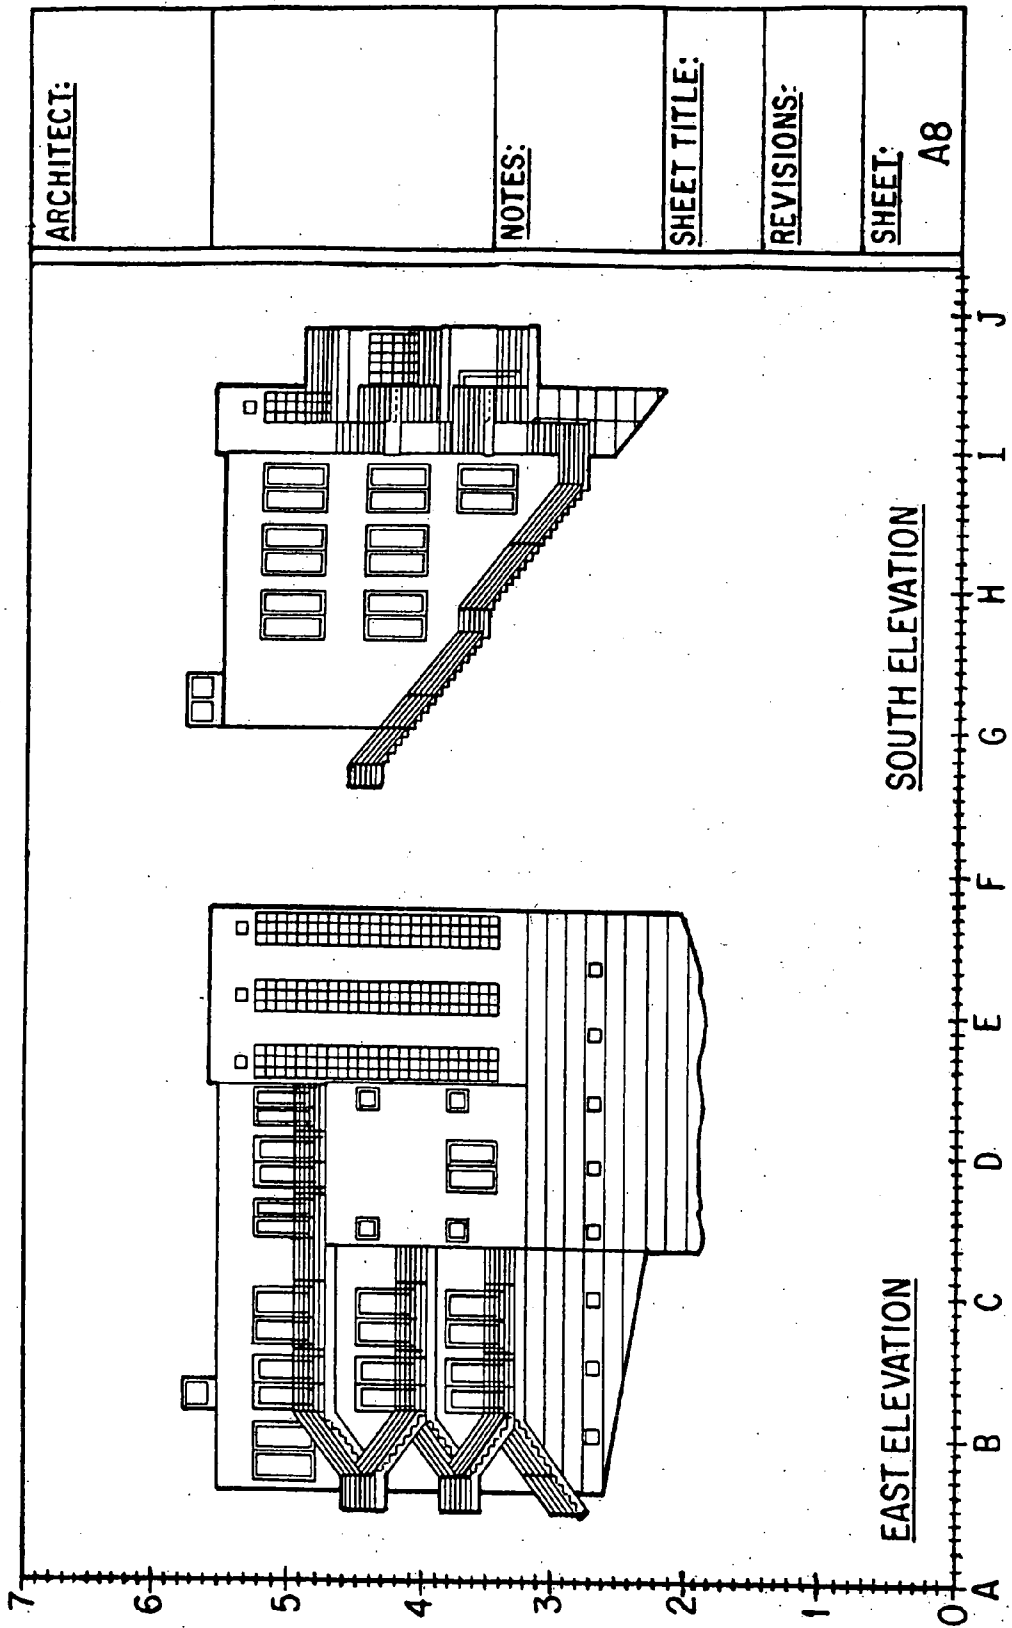 ARCHITECT:
NOTES:
SHEET TITLE:
REVISIONS:
SHEET:
A8
EAST ELEVATION
SOUTH ELEVATION
7
6
5
4
3
2
1
0
A B C D E F G H I J